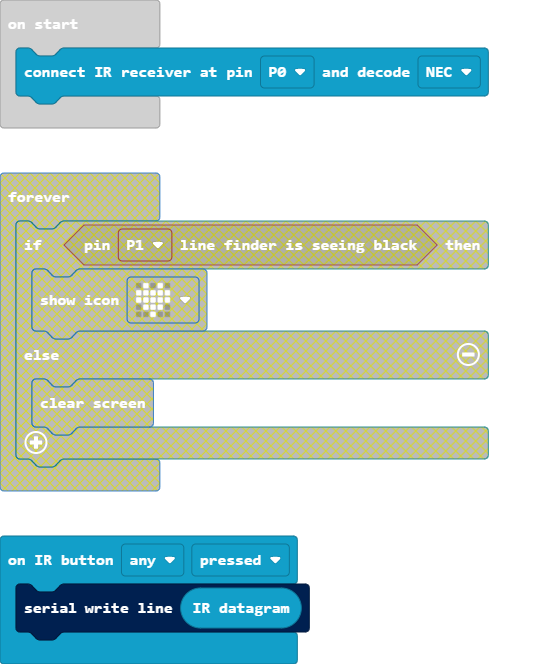 on start
connect IR receiver at pin P0 and decode NEC
forever
if pin P1 line finder is seeing black then
show icon
else
clear screen
on IR button any pressed
serial write line IR datagram